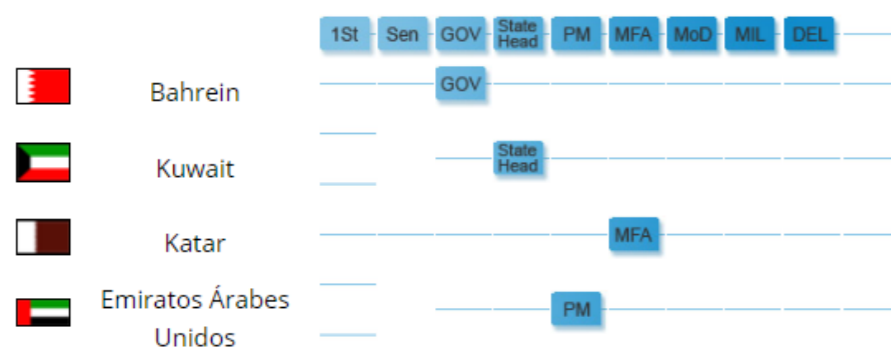 1St Sen GOV State Head PM MFA MoD MIL DEL
Bahrein GOV
Kuwait State Head
Katar MFA
Emiratos Árabes
Unidos PM